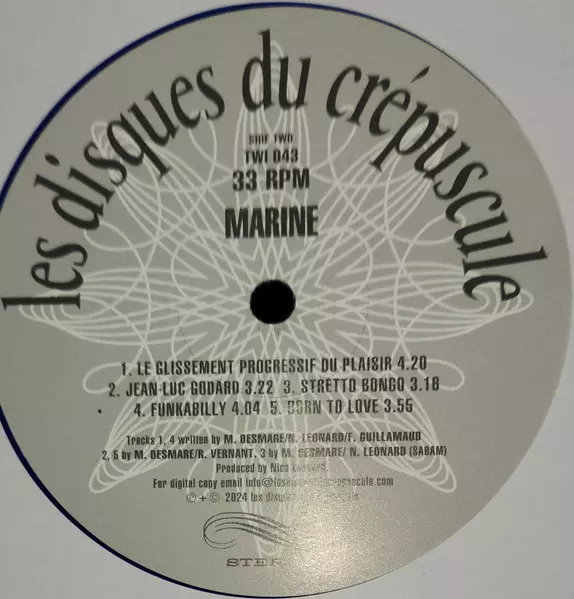 les disques du crépuscule
SIDE TWO
TWI 043
33 RPM
MARINE
1. LE GLISSEMENT PROGRESSIF DU PLAISIR 4.20
2. JEAN-LUC GODARD 3.22 3. STRETTO BONGO 3.18
4. FUNKABILLY 4.04 5. BORN TO LOVE 3.55
Tracks 1, 4 written by M. DESMARE/N. LEONARD/F. GUILLAMAUD
2, 5 by M. DESMARE/R. VERNANT, 3 by M. DESMARE/ N. LEONARD (SABAM)
Produced by Nico
For digital copy email
℗ + © 2024 les disques